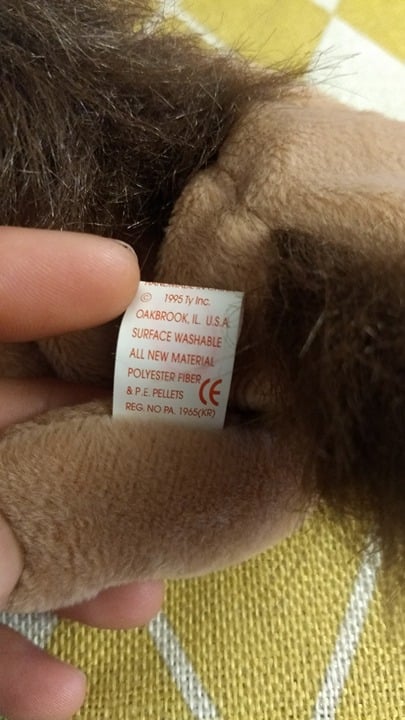 © 1995 Ty Inc.
OAKBROOK, IL. U.S.A.
SURFACE WASHABLE
ALL NEW MATERIAL
POLYESTER FIBER
& P.E. PELLETS CE
REG. NO PA. 1965(KR)